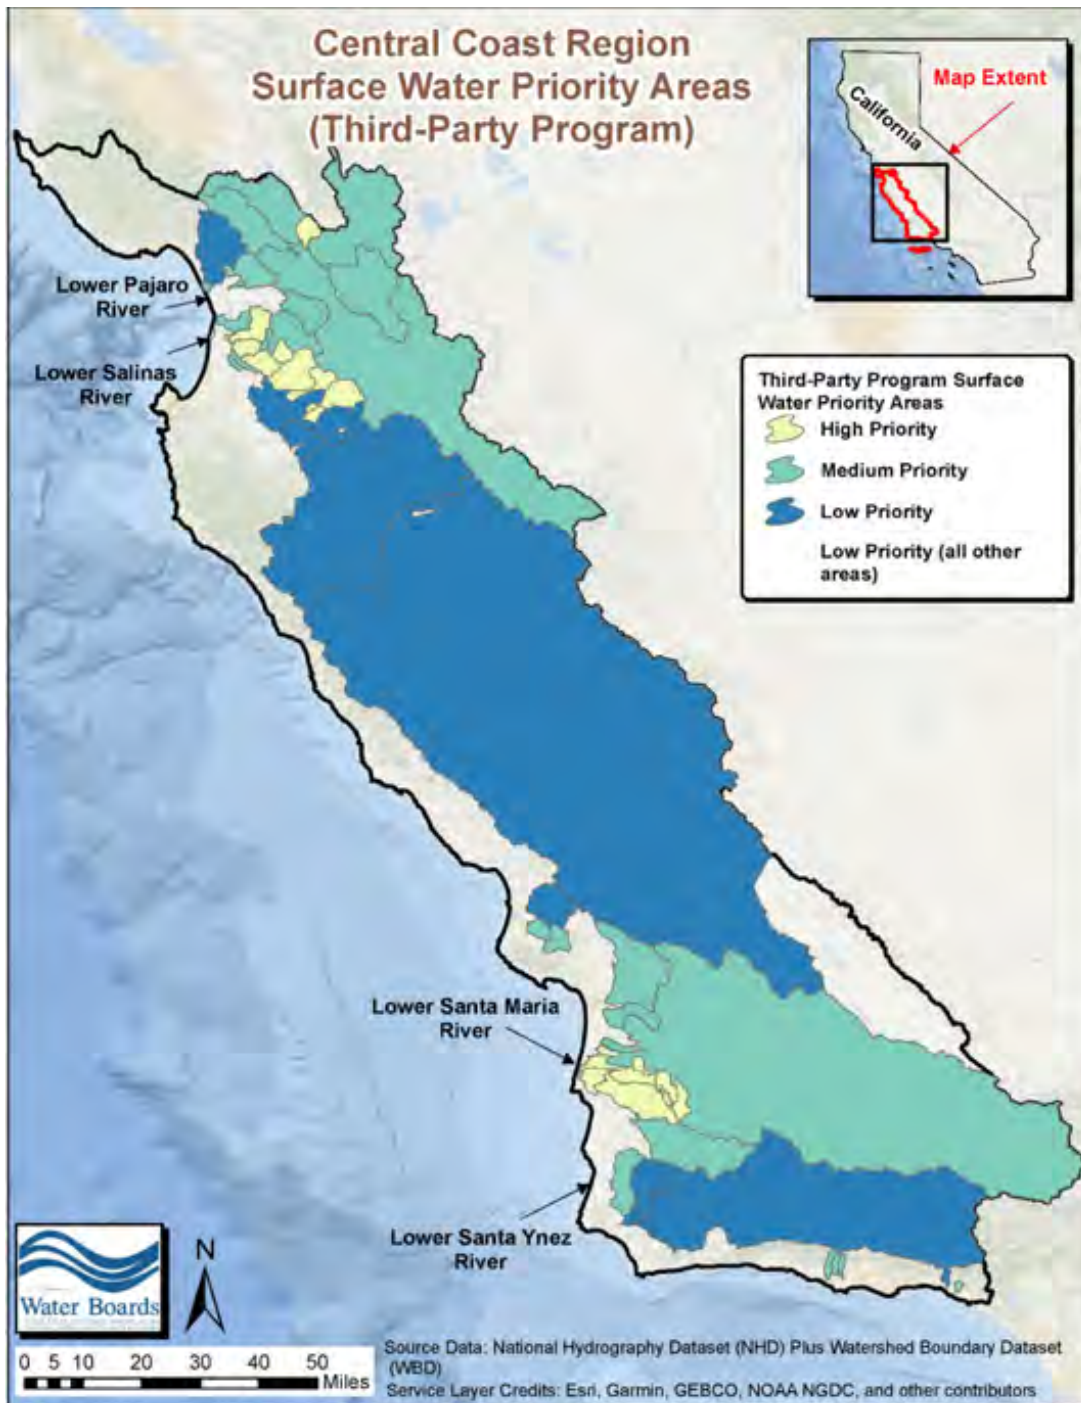 Central Coast Region
Surface Water Priority Areas
(Third-Party Program)
Map Extent
California
Lower Pajaro
River
Lower Salinas
River
Third-Party Program Surface
Water Priority Areas
High Priority
Medium Priority
Low Priority
Low Priority (all other
areas)
Lower Santa Maria
River
Lower Santa Ynez
River
N
Water Boards
0 5 10 20 30 40 50
Miles
Source Data: National Hydrography Dataset (NHD) Plus Watershed Boundary Dataset
(WBD)
Service Layer Credits: Esri, Garmin, GEBCO, NOAA NGDC, and other contributors